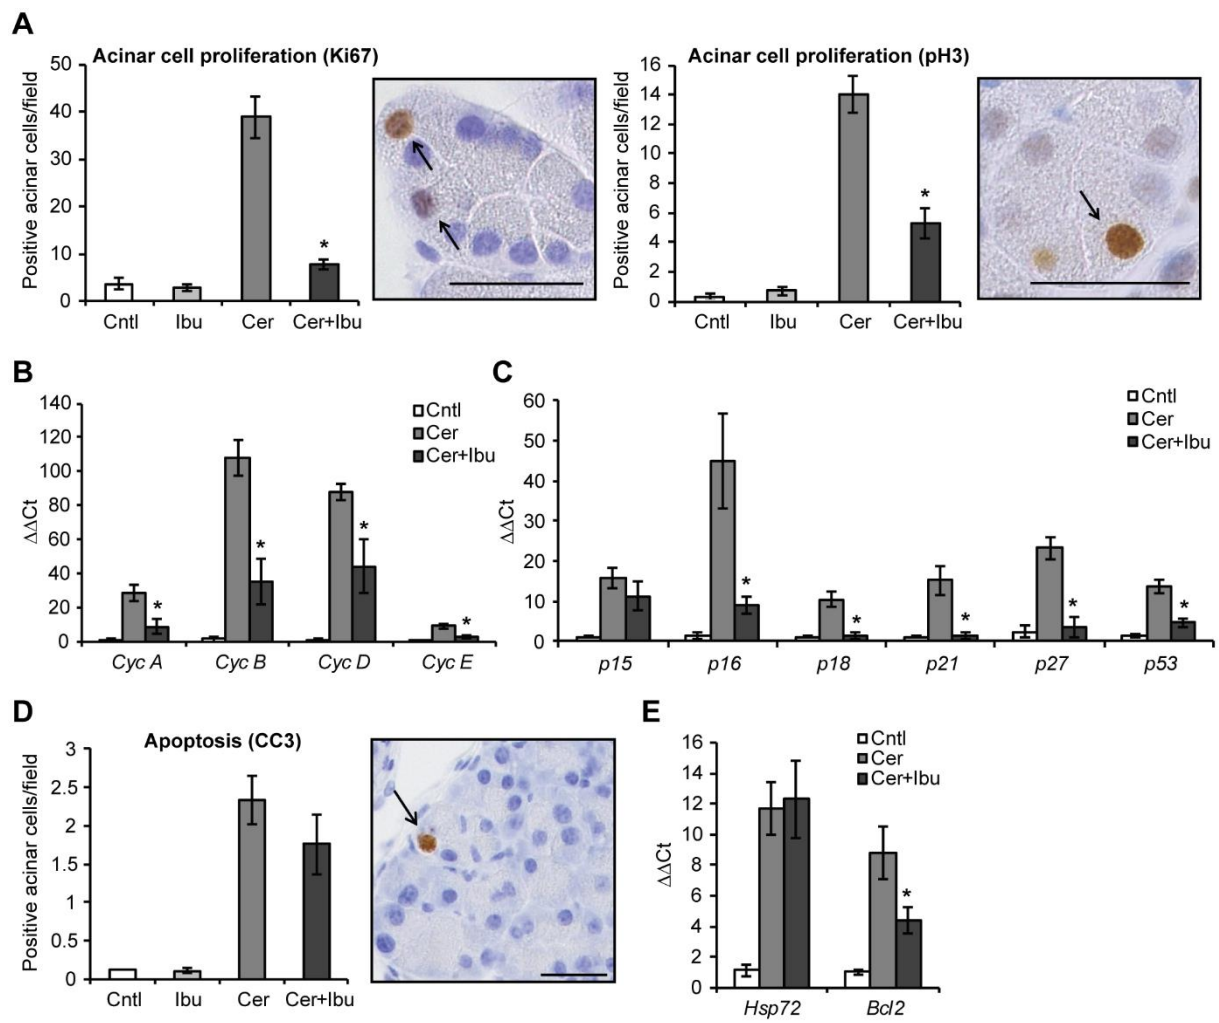 A
Acinar cell proliferation (Ki67)
Positive acinar cells/field
50
40
30
20
10
0
*
Cntl Ibu Cer Cer+Ibu
Acinar cell proliferation (pH3)
Positive acinar cells/field
16
14
12
10
8
6
4
2
0
*
Cntl Ibu Cer Cer+Ibu
B
ΔΔCt
140
120
100
80
60
40
20
0
Cntl
Cer
Cer+Ibu
* * * *
Cyc A Cyc B Cyc D Cyc E
C
ΔΔCt
60
50
40
30
20
10
0
Cntl
Cer
Cer+Ibu
* * * * *
p15 p16 p18 p21 p27 p53
D
Apoptosis (CC3)
Positive acinar cells/field
3
2.5
2
1.5
1
0.5
0
Cntl Ibu Cer Cer+Ibu
E
ΔΔCt
16
14
12
10
8
6
4
2
0
Cntl
Cer
Cer+Ibu
*
Hsp72 Bcl2